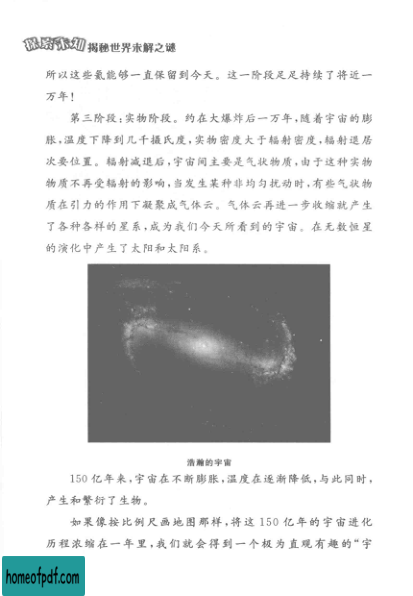 探索未知 揭秘世界未解之谜
所以这些氦能够一直保留到今天。这一阶段足足持续了将近一
万年！
第三阶段：实物阶段。约在大爆炸后一万年，随着宇宙的膨
胀，温度下降到几千摄氏度，实物密度大于辐射密度，辐射退居
次要位置。辐射减退后，宇宙间主要是气状物质，由于这种实物
物质不再受辐射的影响，当发生某种非均匀扰动时，有些气状物
质在引力的作用下凝聚成气体云。气体云再进一步收缩就产生
了各种各样的星系，成为我们今天所看到的宇宙。在无数恒星
的演化中产生了太阳和太阳系。
浩瀚的宇宙
150 亿年来，宇宙在不断膨胀，温度在逐渐降低，与此同时，
产生和繁衍了生物。
如果像按比例尺画地图那样，将这 150 亿年的宇宙进化
历程浓缩在一年里，我们就会得到一个极为直观有趣的“宇
homeofpdf.com